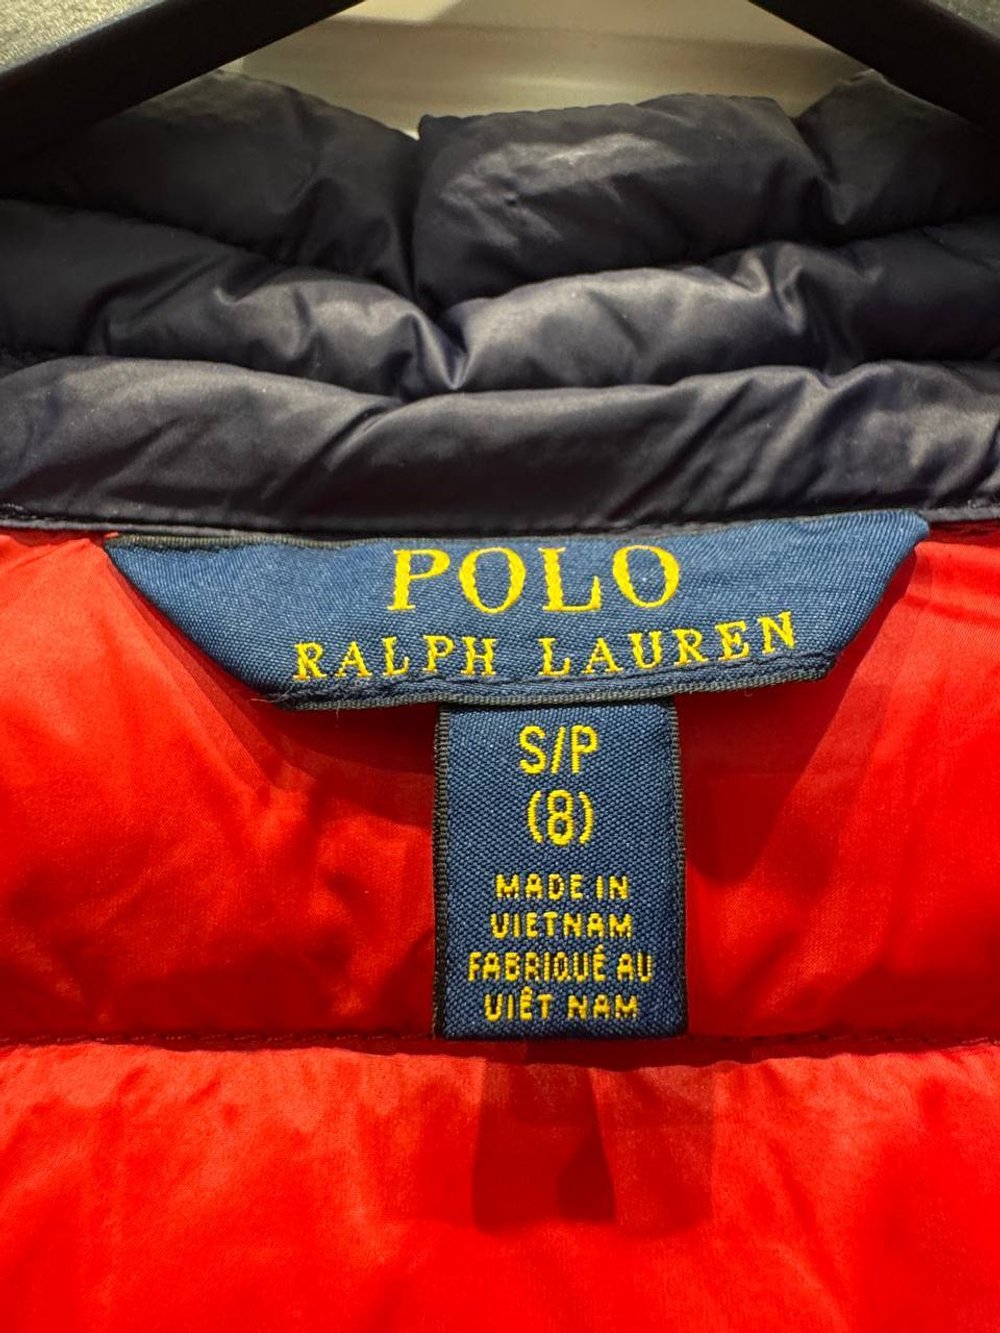 POLO
RALPH LAUREN
S/P
(8)
MADE IN
VIETNAM
FABRIQUÉ AU
VIÊT NAM